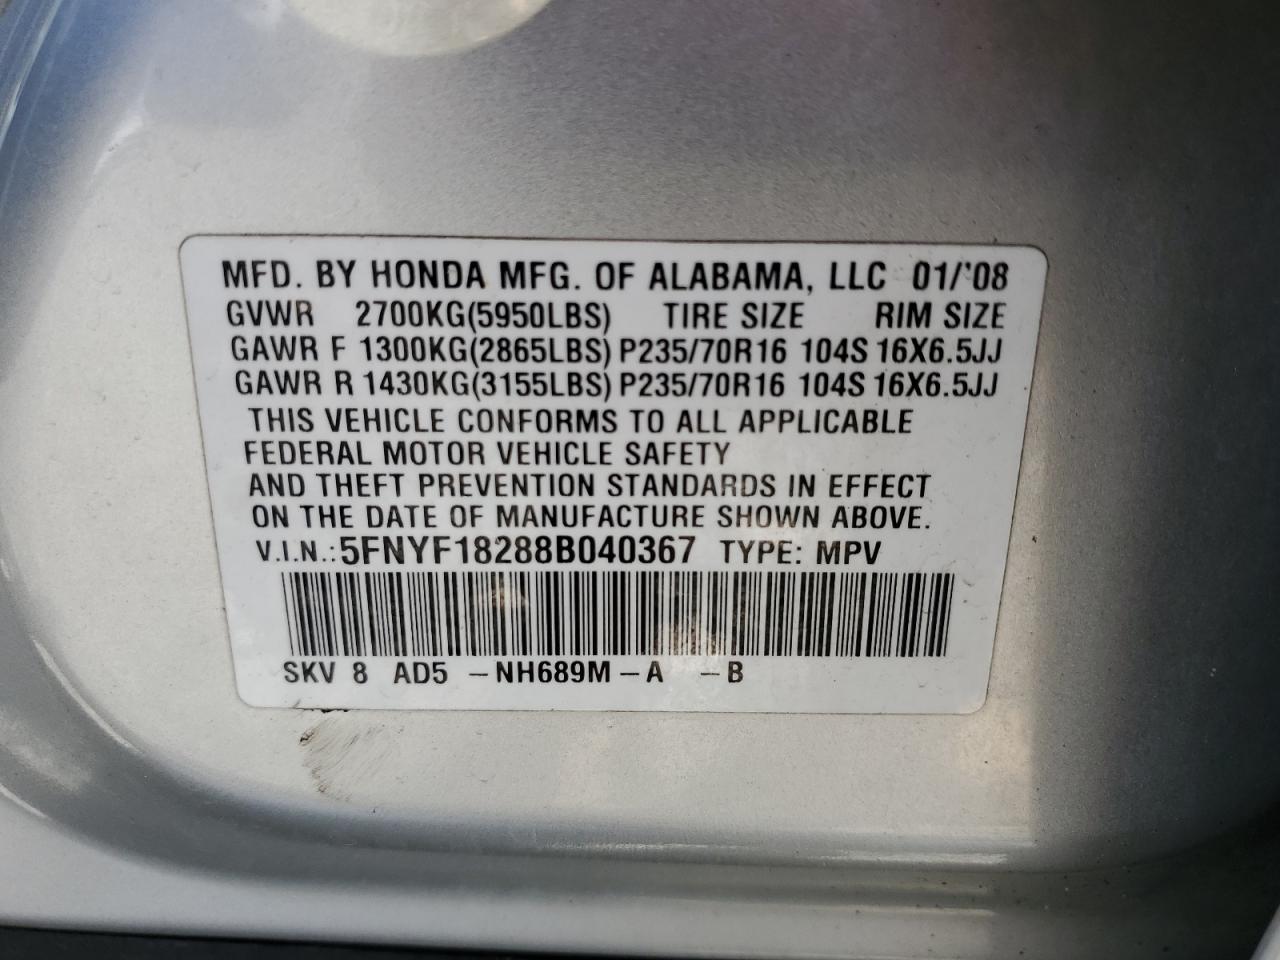 MFD. BY HONDA MFG. OF ALABAMA, LLC 01/'08
GVWR 2700KG(5950LBS) TIRE SIZE RIM SIZE
GAWR F 1300KG(2865LBS) P235/70R16 104S 16X6.5JJ
GAWR R 1430KG(3155LBS) P235/70R16 104S 16X6.5JJ
THIS VEHICLE CONFORMS TO ALL APPLICABLE
FEDERAL MOTOR VEHICLE SAFETY
AND THEFT PREVENTION STANDARDS IN EFFECT
ON THE DATE OF MANUFACTURE SHOWN ABOVE.
V.I.N.: 5FNYF18288B040367 TYPE: MPV
SKV 8 AD5 -NH689M-A -B